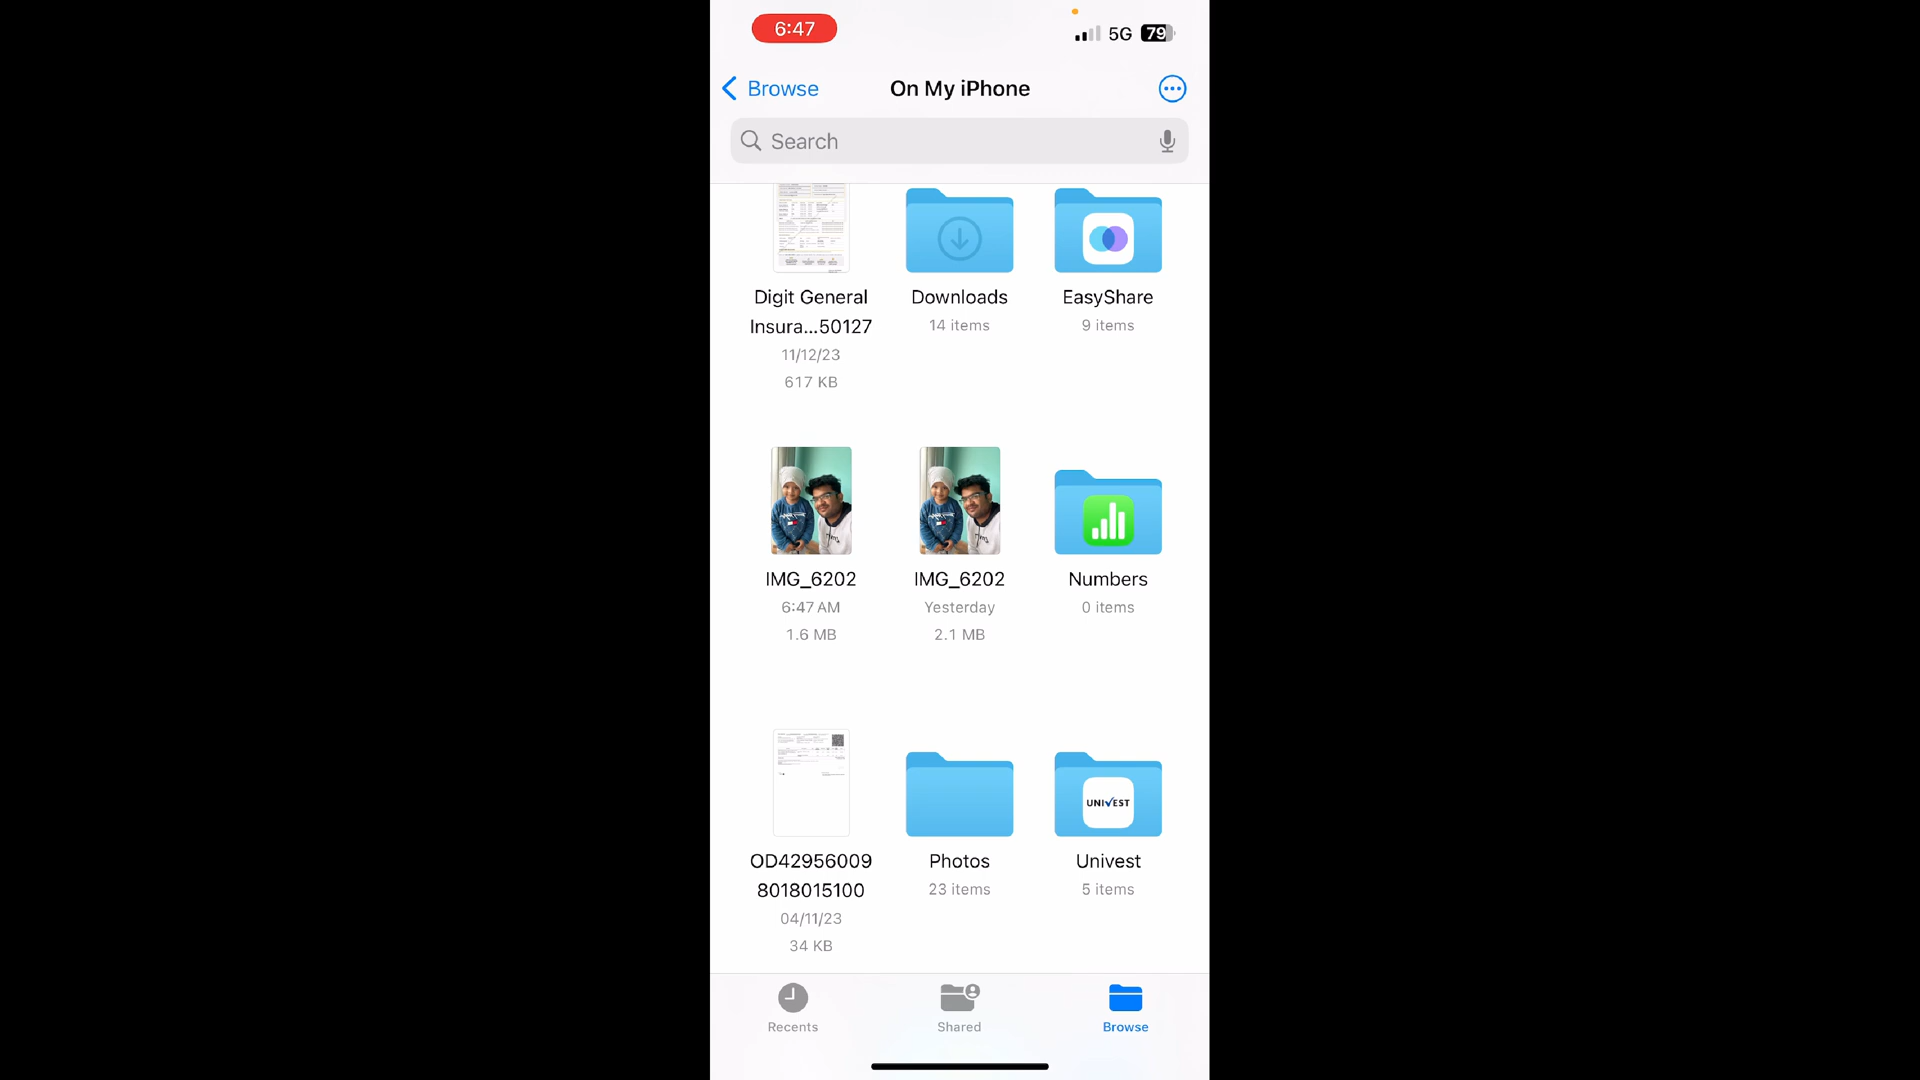 6:47
5G 79
Browse
On My iPhone
Search
Digit General
Insura...50127
11/12/23
617 KB
Downloads
14 items
EasyShare
9 items
IMG_6202
6:47 AM
1.6 MB
IMG_6202
Yesterday
2.1 MB
Numbers
0 items
OD42956009
8018015100
04/11/23
34 KB
Photos
23 items
UNIVEST
Univest
5 items
Recents
Shared
Browse